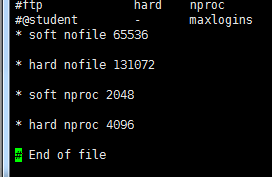 #ftp hard nproc
#@student - maxlogins
* soft nofile 65536
* hard nofile 131072
* soft nproc 2048
* hard nproc 4096
# End of file